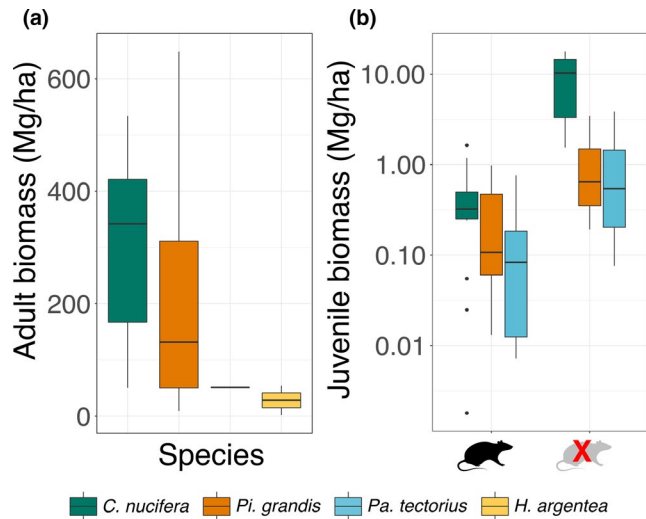 (a)
(b)
Adult biomass (Mg/ha)
600
400
200
0
Species
Juvenile biomass (Mg/ha)
10.00
1.00
0.10
0.01
X
C. nucifera Pi. grandis Pa. tectorius H. argentea